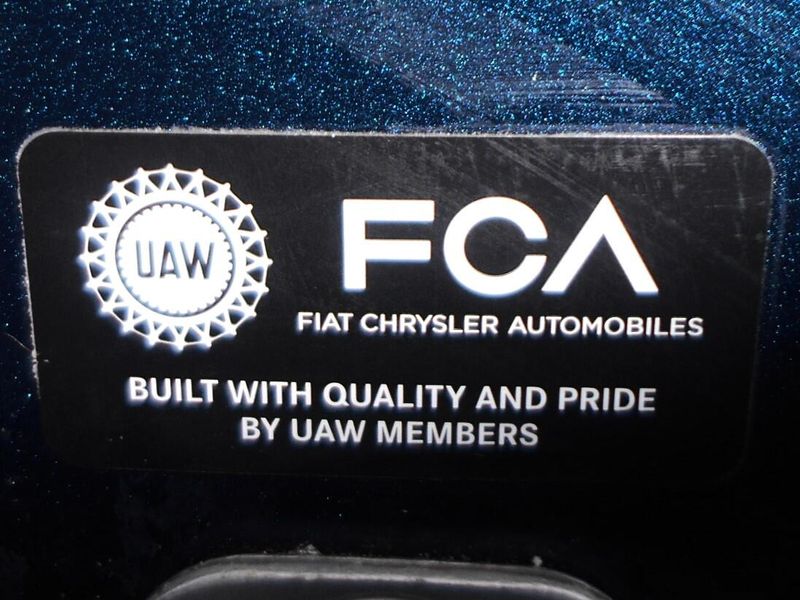 UAW
FCA
FIAT CHRYSLER AUTOMOBILES
BUILT WITH QUALITY AND PRIDE
BY UAW MEMBERS